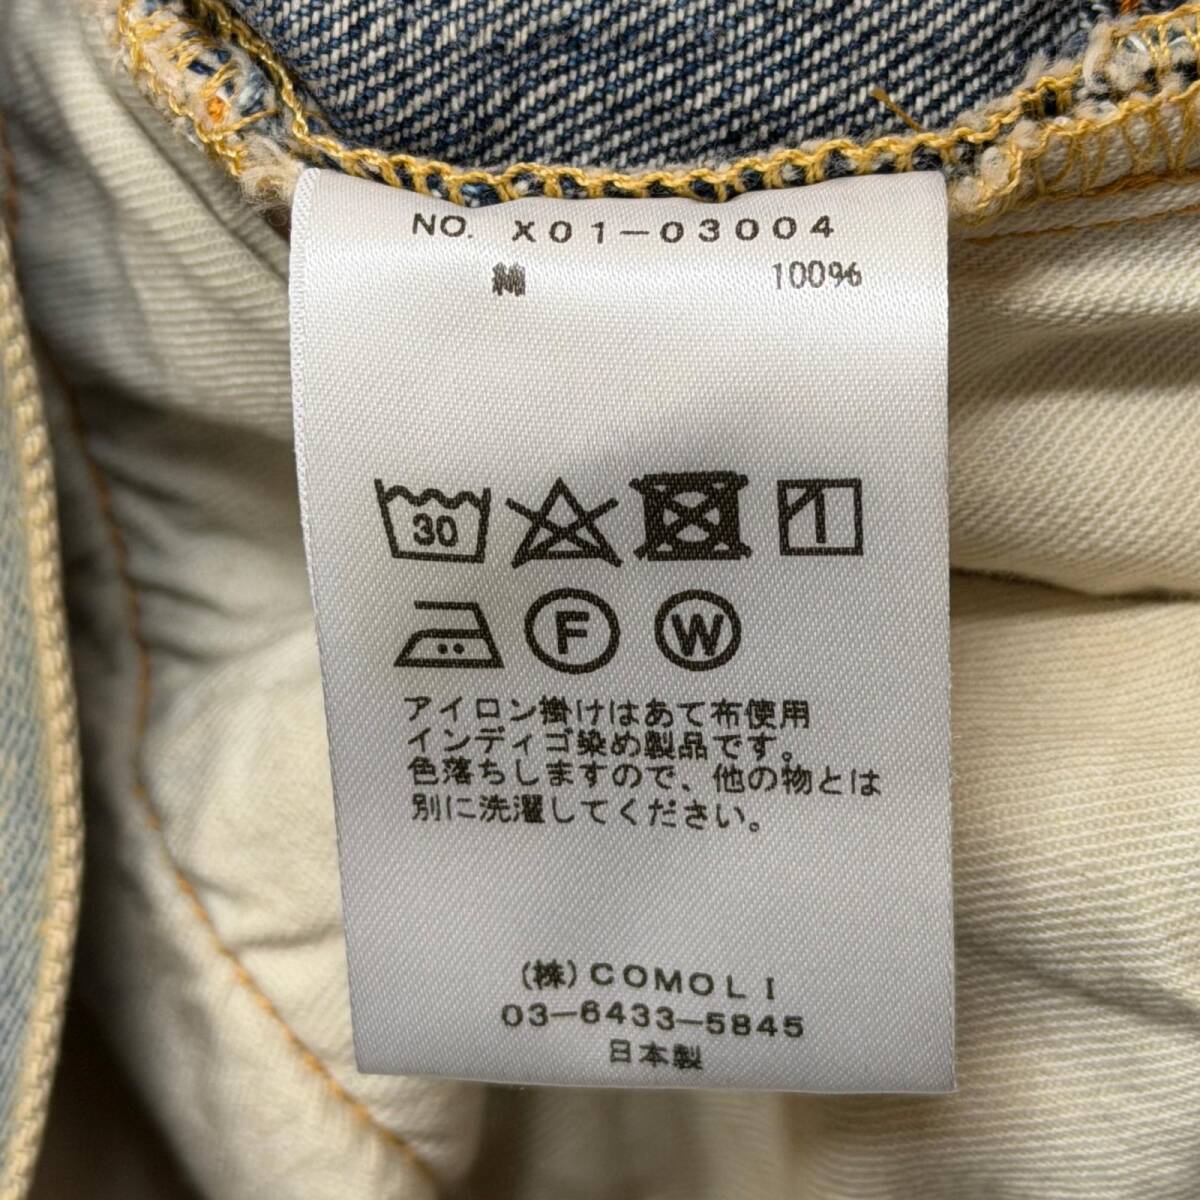 NO. X01-03004
綿 100%
30
F W
アイロン掛けはあて布使用
インディゴ染め製品です。
色落ちしますので、他の物とは
別に洗濯してください。
(株)COMOLI
03-6433-5845
日本製